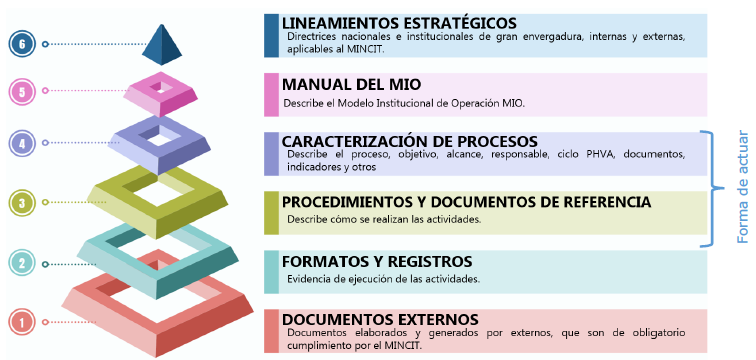 6
LINEAMIENTOS ESTRATÉGICOS
Directrices nacionales e institucionales de gran envergadura, internas y externas,
aplicables al MINCIT.
5
MANUAL DEL MIO
Describe el Modelo Institucional de Operación MIO.
4
CARACTERIZACIÓN DE PROCESOS
Describe el proceso, objetivo, alcance, responsable, ciclo PHVA, documentos,
indicadores y otros
3
PROCEDIMIENTOS Y DOCUMENTOS DE REFERENCIA
Describe cómo se realizan las actividades.
Forma de actuar
2
FORMATOS Y REGISTROS
Evidencia de ejecución de las actividades.
1
DOCUMENTOS EXTERNOS
Documentos elaborados y generados por externos, que son de obligatorio
cumplimiento por el MINCIT.